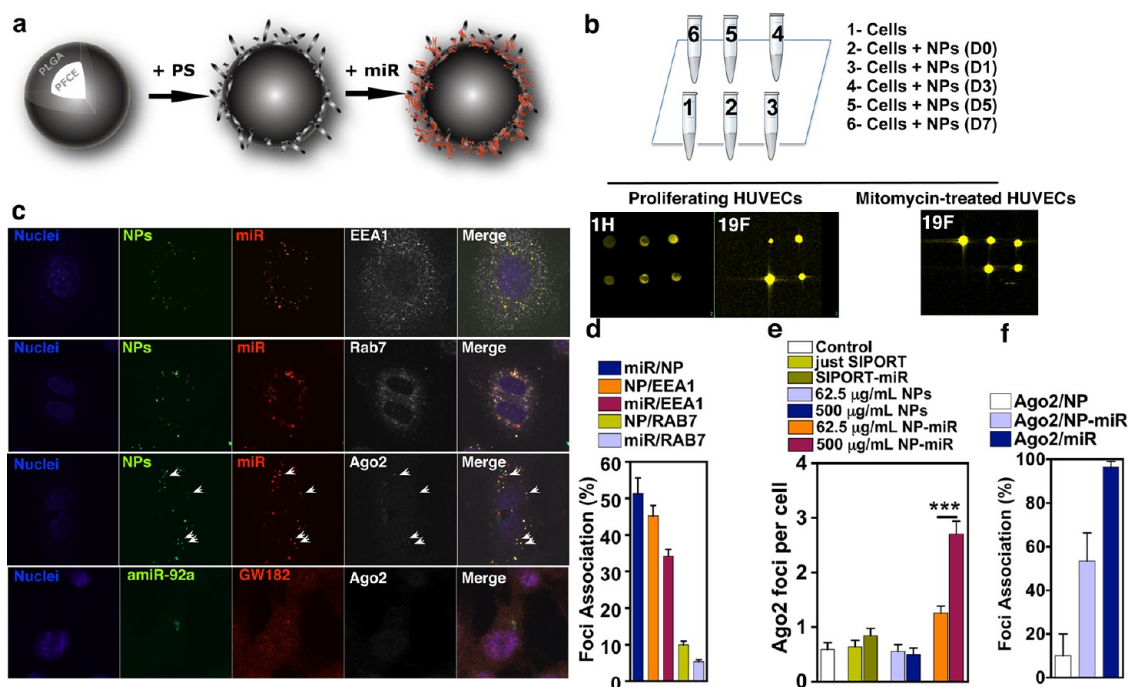 a
PLGA
PFCE
+ PS
+ miR
b
6 5 4
1 2 3
1- Cells
2- Cells + NPs (D0)
3- Cells + NPs (D1)
4- Cells + NPs (D3)
5- Cells + NPs (D5)
6- Cells + NPs (D7)
Proliferating HUVECs
Mitomycin-treated HUVECs
1H
19F
19F
c
Nuclei NPs miR EEA1 Merge
Nuclei NPs miR Rab7 Merge
Nuclei NPs miR Ago2 Merge
Nuclei amiR-92a GW182 Ago2 Merge
d
miR/NP
NP/EEA1
miR/EEA1
NP/RAB7
miR/RAB7
Foci Association (%)
60
50
40
30
20
10
0
e
Control
just SIPORT
SIPORT-miR
62.5 µg/mL NPs
500 µg/mL NPs
62.5 µg/mL NP-miR
500 µg/mL NP-miR
Ago2 foci per cell
4
3
2
1
0
***
f
Ago2/NP
Ago2/NP-miR
Ago2/miR
Foci Association (%)
100
80
60
40
20
0